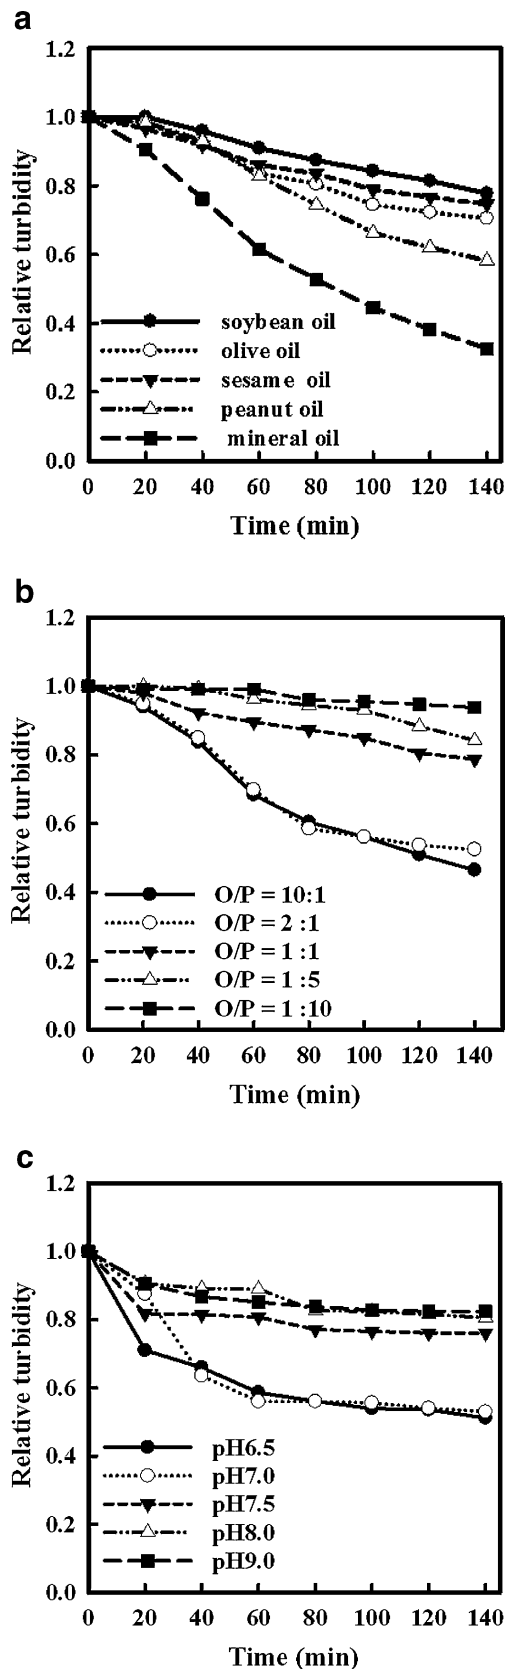 a
1.2
1.0
0.8
0.6
0.4
0.2
0.0
Relative turbidity
soybean oil
olive oil
sesame oil
peanut oil
mineral oil
0 20 40 60 80 100 120 140
Time (min)
b
1.2
1.0
0.8
0.6
0.4
0.2
0.0
Relative turbidity
O/P = 10:1
O/P = 2 :1
O/P = 1 :1
O/P = 1 :5
O/P = 1 :10
0 20 40 60 80 100 120 140
Time (min)
c
1.2
1.0
0.8
0.6
0.4
0.2
0.0
Relative turbidity
pH6.5
pH7.0
pH7.5
pH8.0
pH9.0
0 20 40 60 80 100 120 140
Time (min)